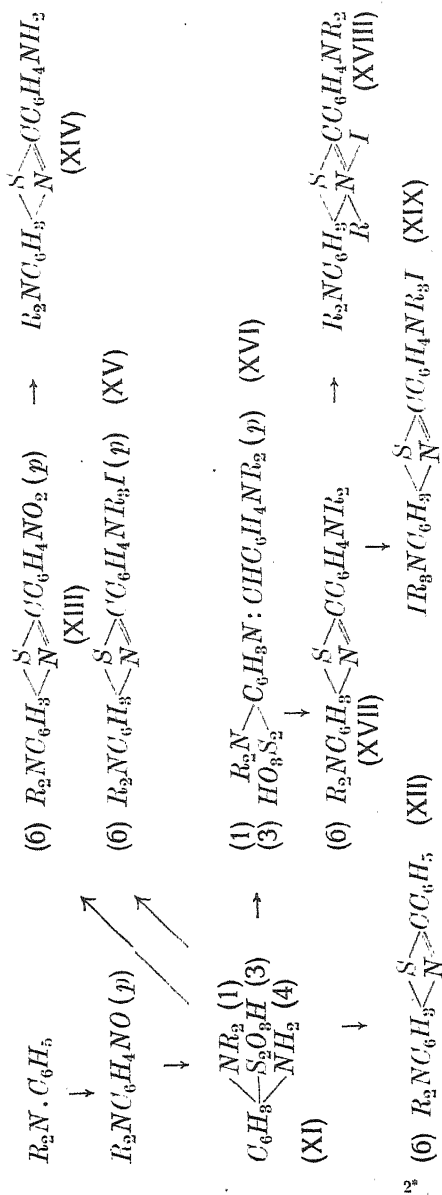 R₂N.C₆H₅
↓
R₂NC₆H₄NO (p)
↓
C₆H₃ NR₂ (1)
S₂O₃H (3)
NH₂ (4)
(XI)
↓
(6) R₂NC₆H₃<S N>CC₆H₅ (XII)
(6) R₂NC₆H₃<S N>CC₆H₄NO₂ (p) → R₂NC₆H₃<S N>CC₆H₄NH₂
(XIII) (XIV)
(6) R₂NC₆H₃<S N>CC₆H₄NR₃I (p) (XV)
→
(1) R₂N
(3) HO₃S₂ >C₆H₃N : CHC₆H₄NR₂ (p) (XVI)
↓
(6) R₂NC₆H₃<S N>CC₆H₄NR₂ → R₂NC₆H₃<S N>CC₆H₄NR₂
(XVII) R I (XVIII)
↓
IR₃NC₆H₃<S N>CC₆H₄NR₃I (XIX)
2*